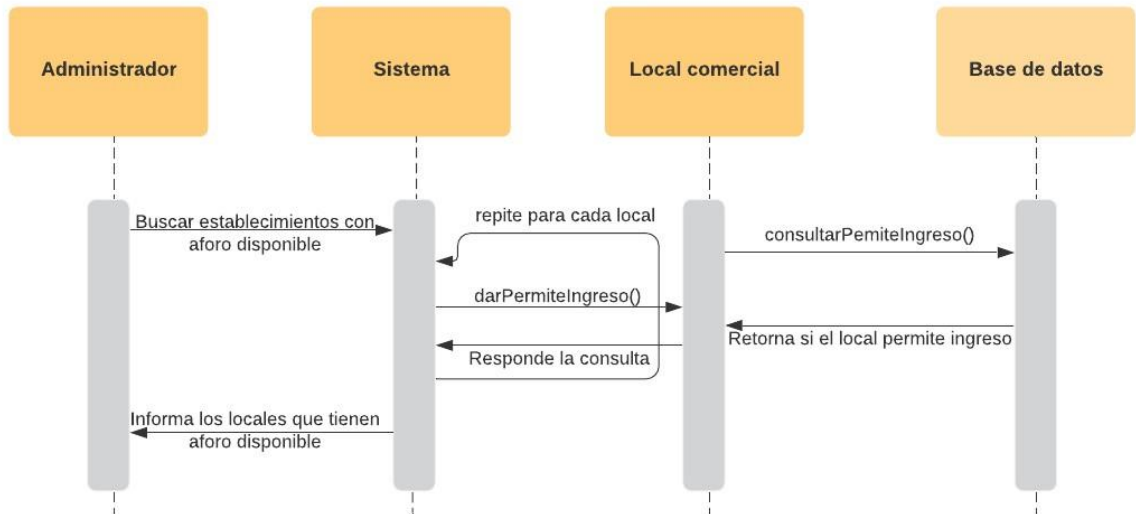 Administrador
Sistema
Local comercial
Base de datos
Buscar establecimientos con
aforo disponible
repite para cada local
consultarPemiteIngreso()
darPermiteIngreso()
Retorna si el local permite ingreso
Responde la consulta
Informa los locales que tienen
aforo disponible